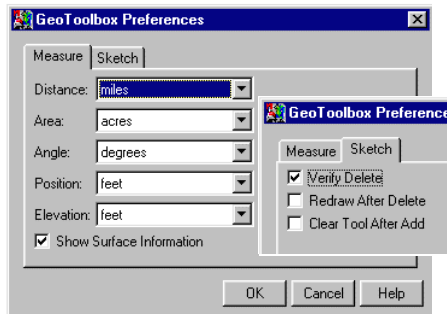 GeoToolbox Preferences
Measure Sketch
Distance: miles
Area: acres
Angle: degrees
Position: feet
Elevation: feet
Show Surface Information
OK Cancel Help
GeoToolbox Preference
Measure Sketch
Verify Delete
Redraw After Delete
Clear Tool After Add